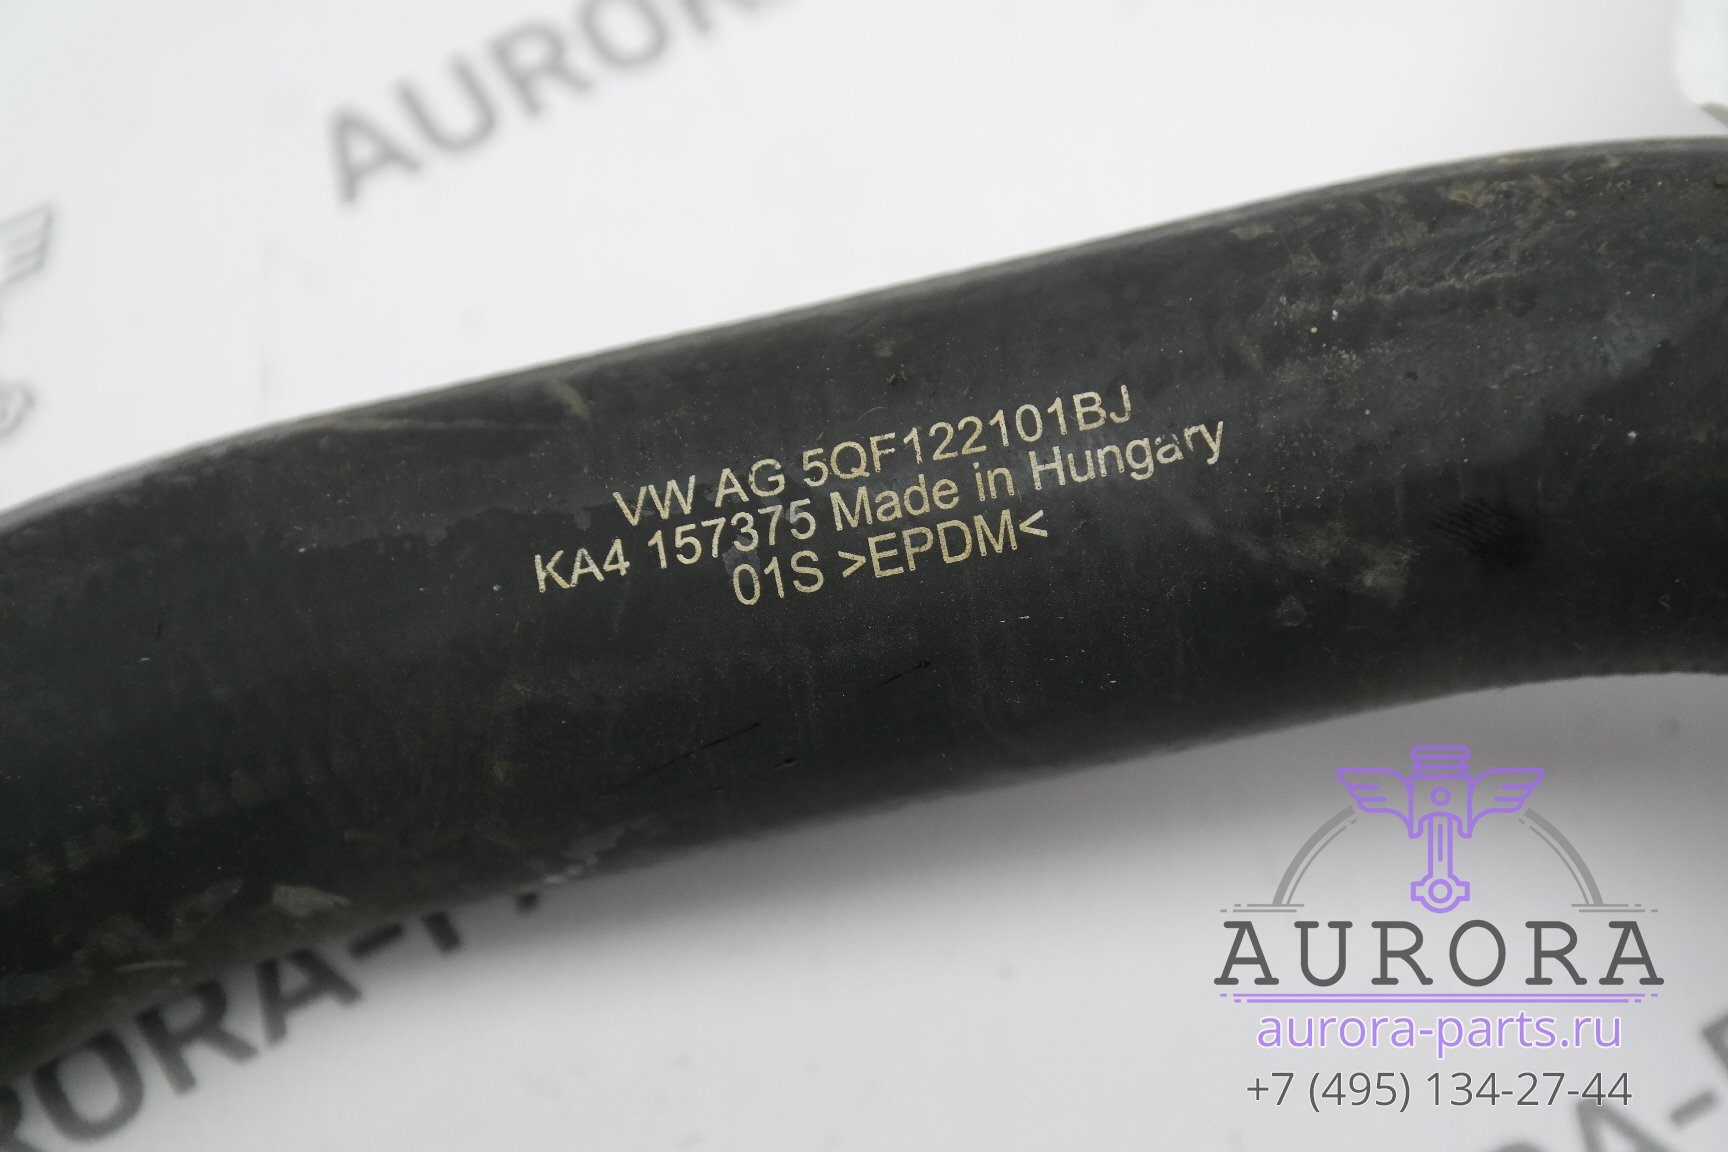 AURORA
VW AG 5QF122101BJ
KA4 157375 Made in Hungary
01S >EPDM<
AURORA
aurora-parts.ru
+7 (495) 134-27-44